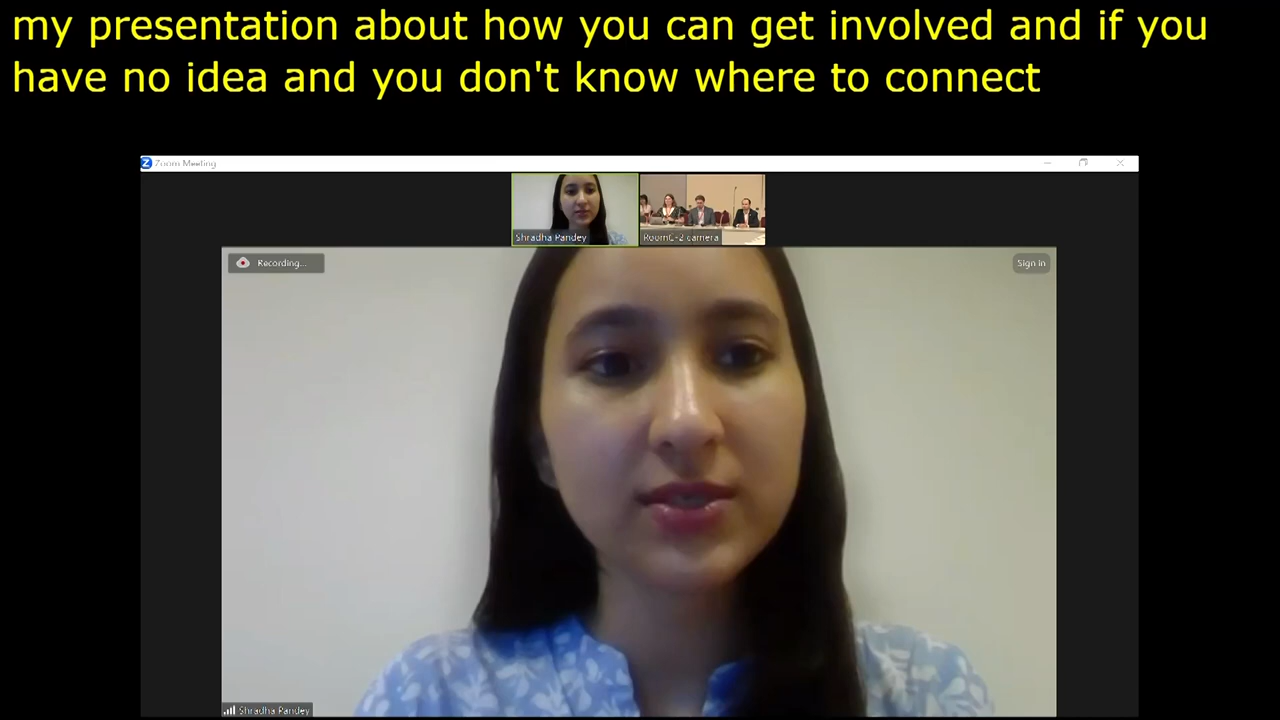 my presentation about how you can get involved and if you
have no idea and you don't know where to connect
Zoom Meeting
Shradha Pandey
RoomC-2 camera
Recording...
Sign in
Shradha Pandey